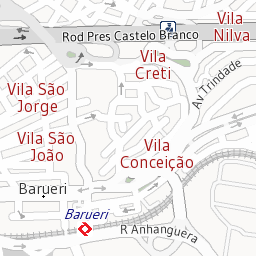 Vila
Nilva
Rod Pres Castelo Branco
Vila
Creti
Av Trindade
Vila São
Jorge
Vila São
João
Vila
Conceição
Barueri
Barueri
R Anhanguera